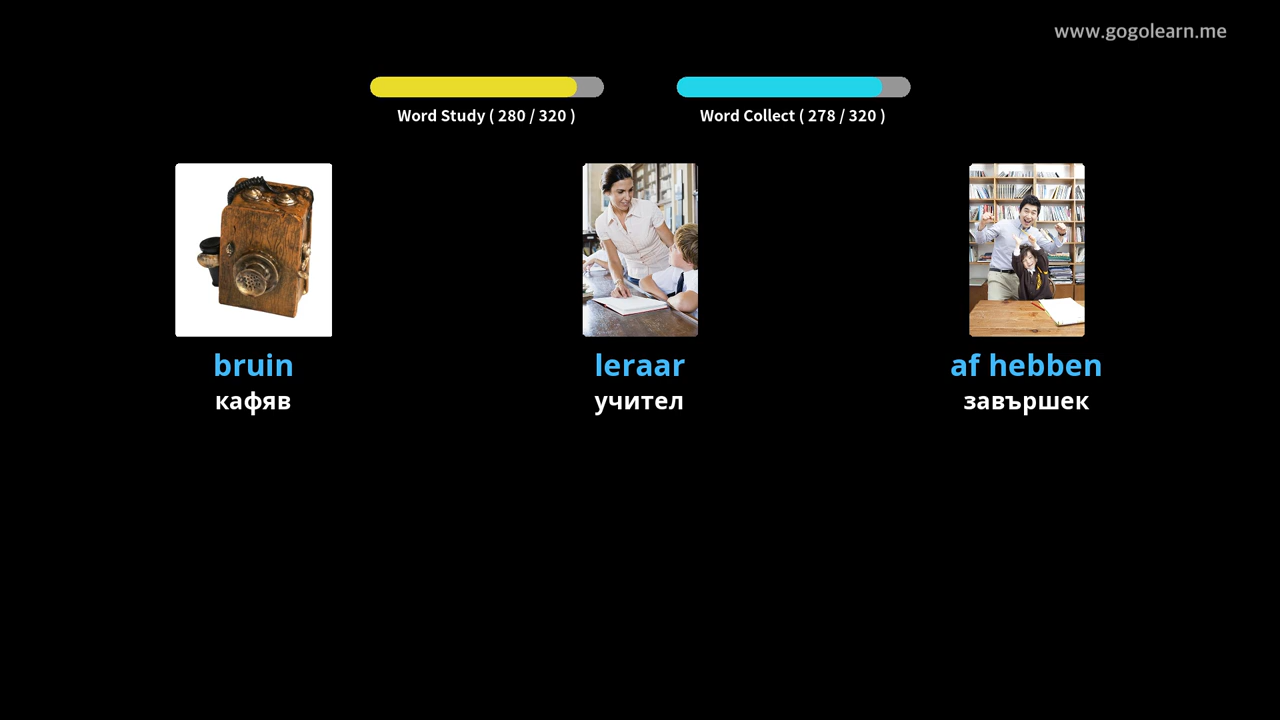 www.gogolearn.me
Word Study ( 280 / 320 )
Word Collect ( 278 / 320 )
bruin
leraar
af hebben
кафяв
учител
завършек